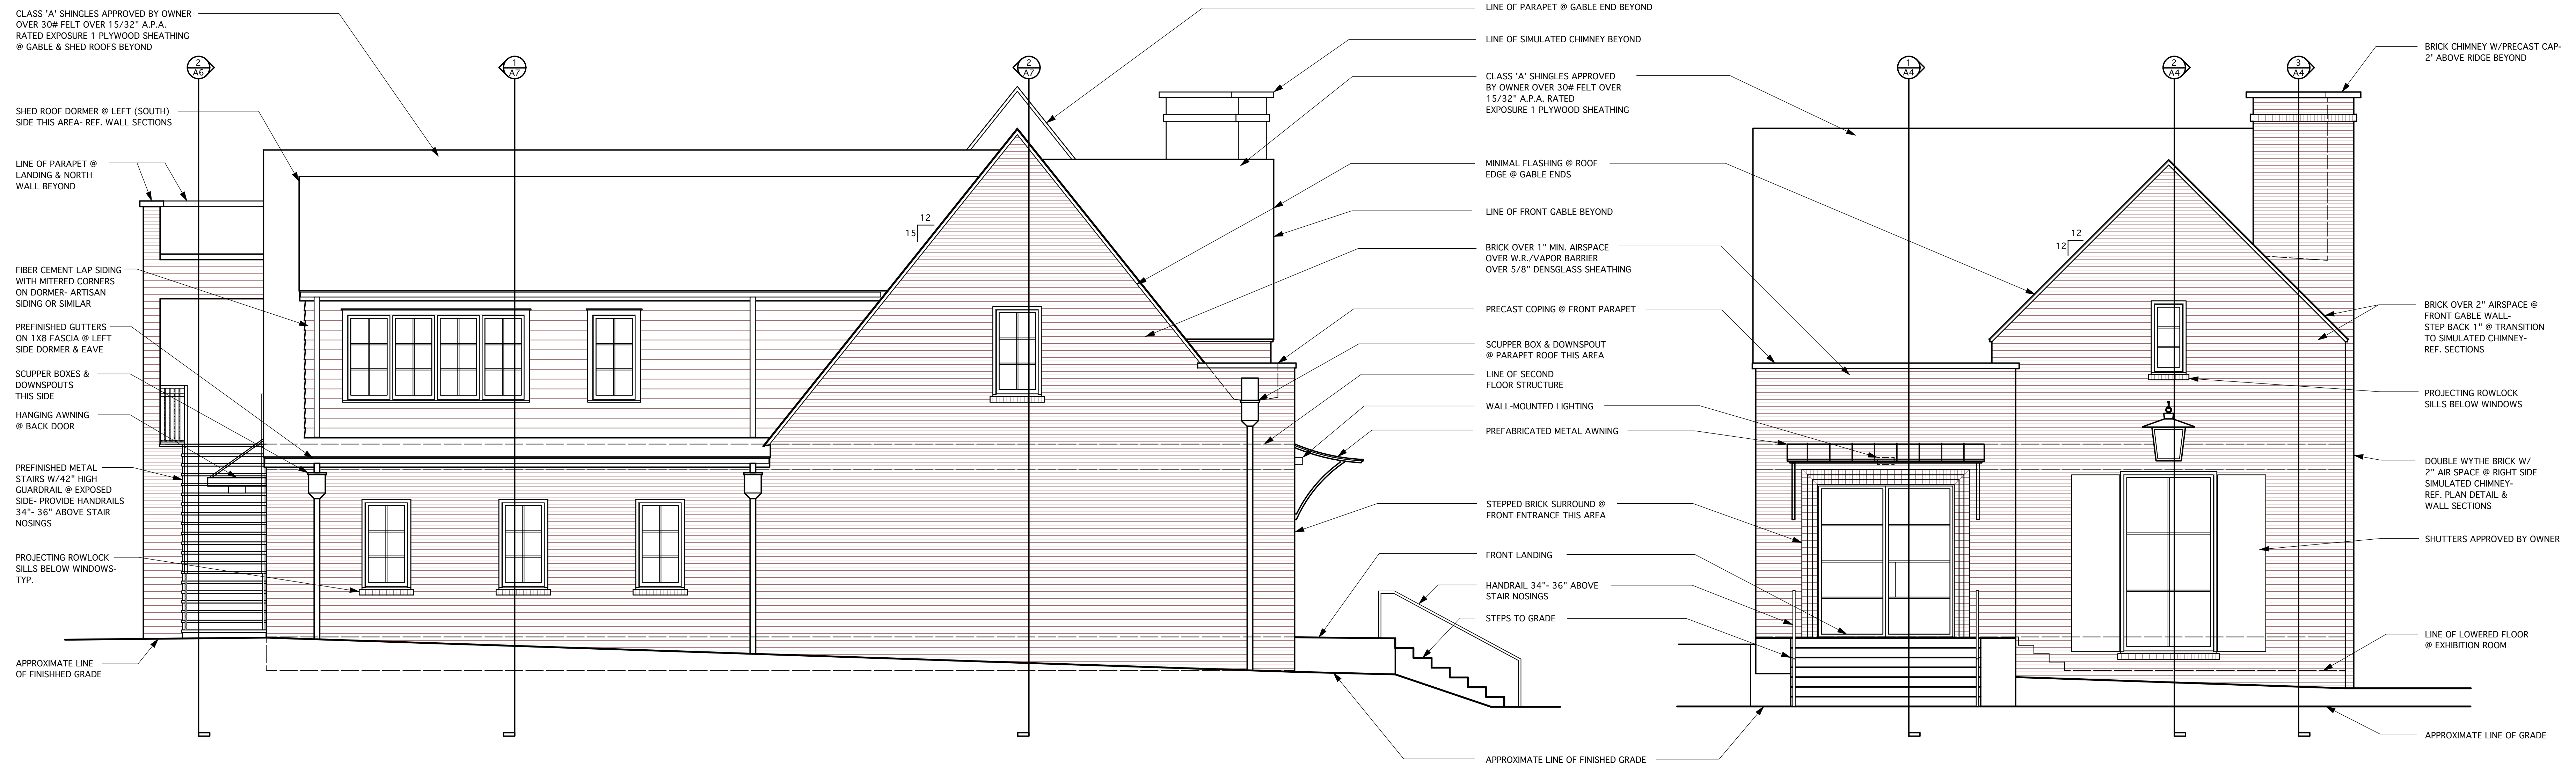 CLASS 'A' SHINGLES APPROVED BY OWNER
OVER 30# FELT OVER 15/32" A.P.A.
RATED EXPOSURE 1 PLYWOOD SHEATHING
@ GABLE & SHED ROOFS BEYOND
2
A6
1
A7
2
A7
SHED ROOF DORMER @ LEFT (SOUTH)
SIDE THIS AREA- REF. WALL SECTIONS
LINE OF PARAPET @
LANDING & NORTH
WALL BEYOND
12
15
FIBER CEMENT LAP SIDING
WITH MITERED CORNERS
ON DORMER- ARTISAN
SIDING OR SIMILAR
PREFINISHED GUTTERS
ON 1X8 FASCIA @ LEFT
SIDE DORMER & EAVE
SCUPPER BOXES &
DOWNSPOUTS
THIS SIDE
HANGING AWNING
@ BACK DOOR
PREFINISHED METAL
STAIRS W/42" HIGH
GUARDRAIL @ EXPOSED
SIDE- PROVIDE HANDRAILS
34"- 36" ABOVE STAIR
NOSINGS
PROJECTING ROWLOCK
SILLS BELOW WINDOWS-
TYP.
APPROXIMATE LINE
OF FINISHHED GRADE
LINE OF PARAPET @ GABLE END BEYOND
LINE OF SIMULATED CHIMNEY BEYOND
CLASS 'A' SHINGLES APPROVED
BY OWNER OVER 30# FELT OVER
15/32" A.P.A. RATED
EXPOSURE 1 PLYWOOD SHEATHING
MINIMAL FLASHING @ ROOF
EDGE @ GABLE ENDS
LINE OF FRONT GABLE BEYOND
BRICK OVER 1" MIN. AIRSPACE
OVER W.R./VAPOR BARRIER
OVER 5/8" DENSGLASS SHEATHING
PRECAST COPING @ FRONT PARAPET
SCUPPER BOX & DOWNSPOUT
@ PARAPET ROOF THIS AREA
LINE OF SECOND
FLOOR STRUCTURE
WALL-MOUNTED LIGHTING
PREFABRICATED METAL AWNING
STEPPED BRICK SURROUND @
FRONT ENTRANCE THIS AREA
FRONT LANDING
HANDRAIL 34"- 36" ABOVE
STAIR NOSINGS
STEPS TO GRADE
APPROXIMATE LINE OF FINISHED GRADE
1
A4
2
A4
3
A4
12
12
BRICK CHIMNEY W/PRECAST CAP-
2' ABOVE RIDGE BEYOND
BRICK OVER 2" AIRSPACE @
FRONT GABLE WALL-
STEP BACK 1" @ TRANSITION
TO SIMULATED CHIMNEY-
REF. SECTIONS
PROJECTING ROWLOCK
SILLS BELOW WINDOWS
DOUBLE WYTHE BRICK W/
2" AIR SPACE @ RIGHT SIDE
SIMULATED CHIMNEY-
REF. PLAN DETAIL &
WALL SECTIONS
SHUTTERS APPROVED BY OWNER
LINE OF LOWERED FLOOR
@ EXHIBITION ROOM
APPROXIMATE LINE OF GRADE